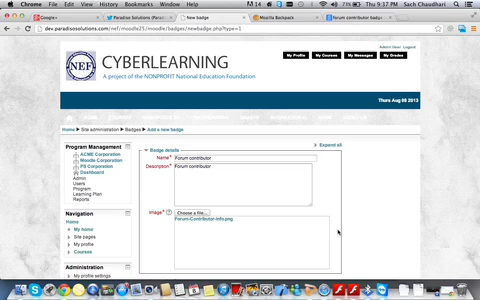 Chrome File Edit View History Bookmarks Window Help
Thu 9:37 PM Sach Chaudhari
Google+
Paradiso Solutions (Paradi
New badge
Mozilla Backpack
forum contributor badge
dev.paradisosolutions.com/nef/moodle25/moodle/badges/newbadge.php?type=1
Admin User Logout
My Profile My Courses My Messages My Grades
NEF
CYBERLEARNING
A project of the NONPROFIT National Education Foundation
Thurs Aug 08 2013
HOME
Home ▸ Site administration ▸ Badges ▸ Add a new badge
Program Management
ACME Corporation
Moodle Corporation
PS Corporation
Dashboard
Admin
Users
Program
Learning Plan
Reports
Navigation
Home
My home
Site pages
My profile
Courses
Administration
My profile settings
Expand all
Badge details
Name* Forum contributor
Description* Forum contributor
Image* Choose a file...
Forum-Contributor-Info.png